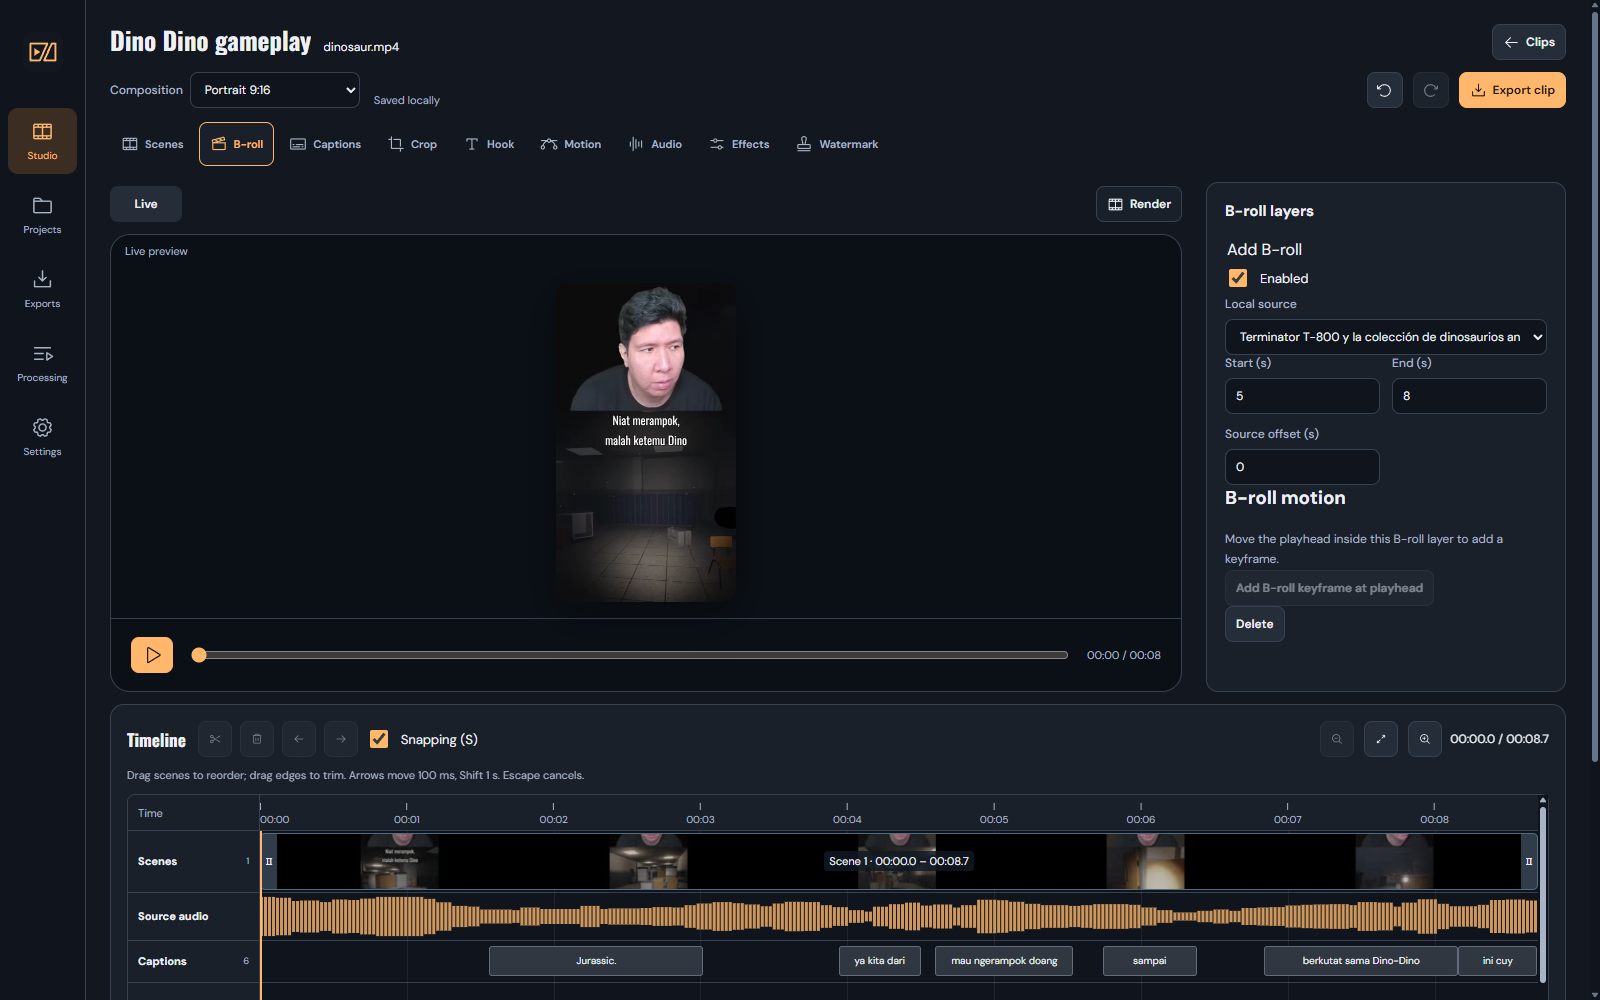 Dino Dino gameplay dinosaur.mp4
Clips
Composition Portrait 9:16 Saved locally
Export clip
Scenes B-roll Captions Crop Hook Motion Audio Effects Watermark
Studio
Projects
Exports
Processing
Settings
Live
Render
Live preview
Niat merampok,
malah ketemu Dino
00:00 / 00:08
B-roll layers
Add B-roll
Enabled
Local source
Terminator T-800 y la colección de dinosaurios an
Start (s) End (s)
5 8
Source offset (s)
0
B-roll motion
Move the playhead inside this B-roll layer to add a
keyframe.
Add B-roll keyframe at playhead
Delete
Timeline Snapping (S) 00:00.0 / 00:08.7
Drag scenes to reorder; drag edges to trim. Arrows move 100 ms, Shift 1 s. Escape cancels.
Time 00:00 00:01 00:02 00:03 00:04 00:05 00:06 00:07 00:08
Scenes 1 Niat merampok,
malah ketemu Dino
Scene 1 · 00:00.0 – 00:08.7
Source audio
Captions 6 Jurassic. ya kita dari mau ngerampok doang sampai berkutat sama Dino-Dino ini cuy